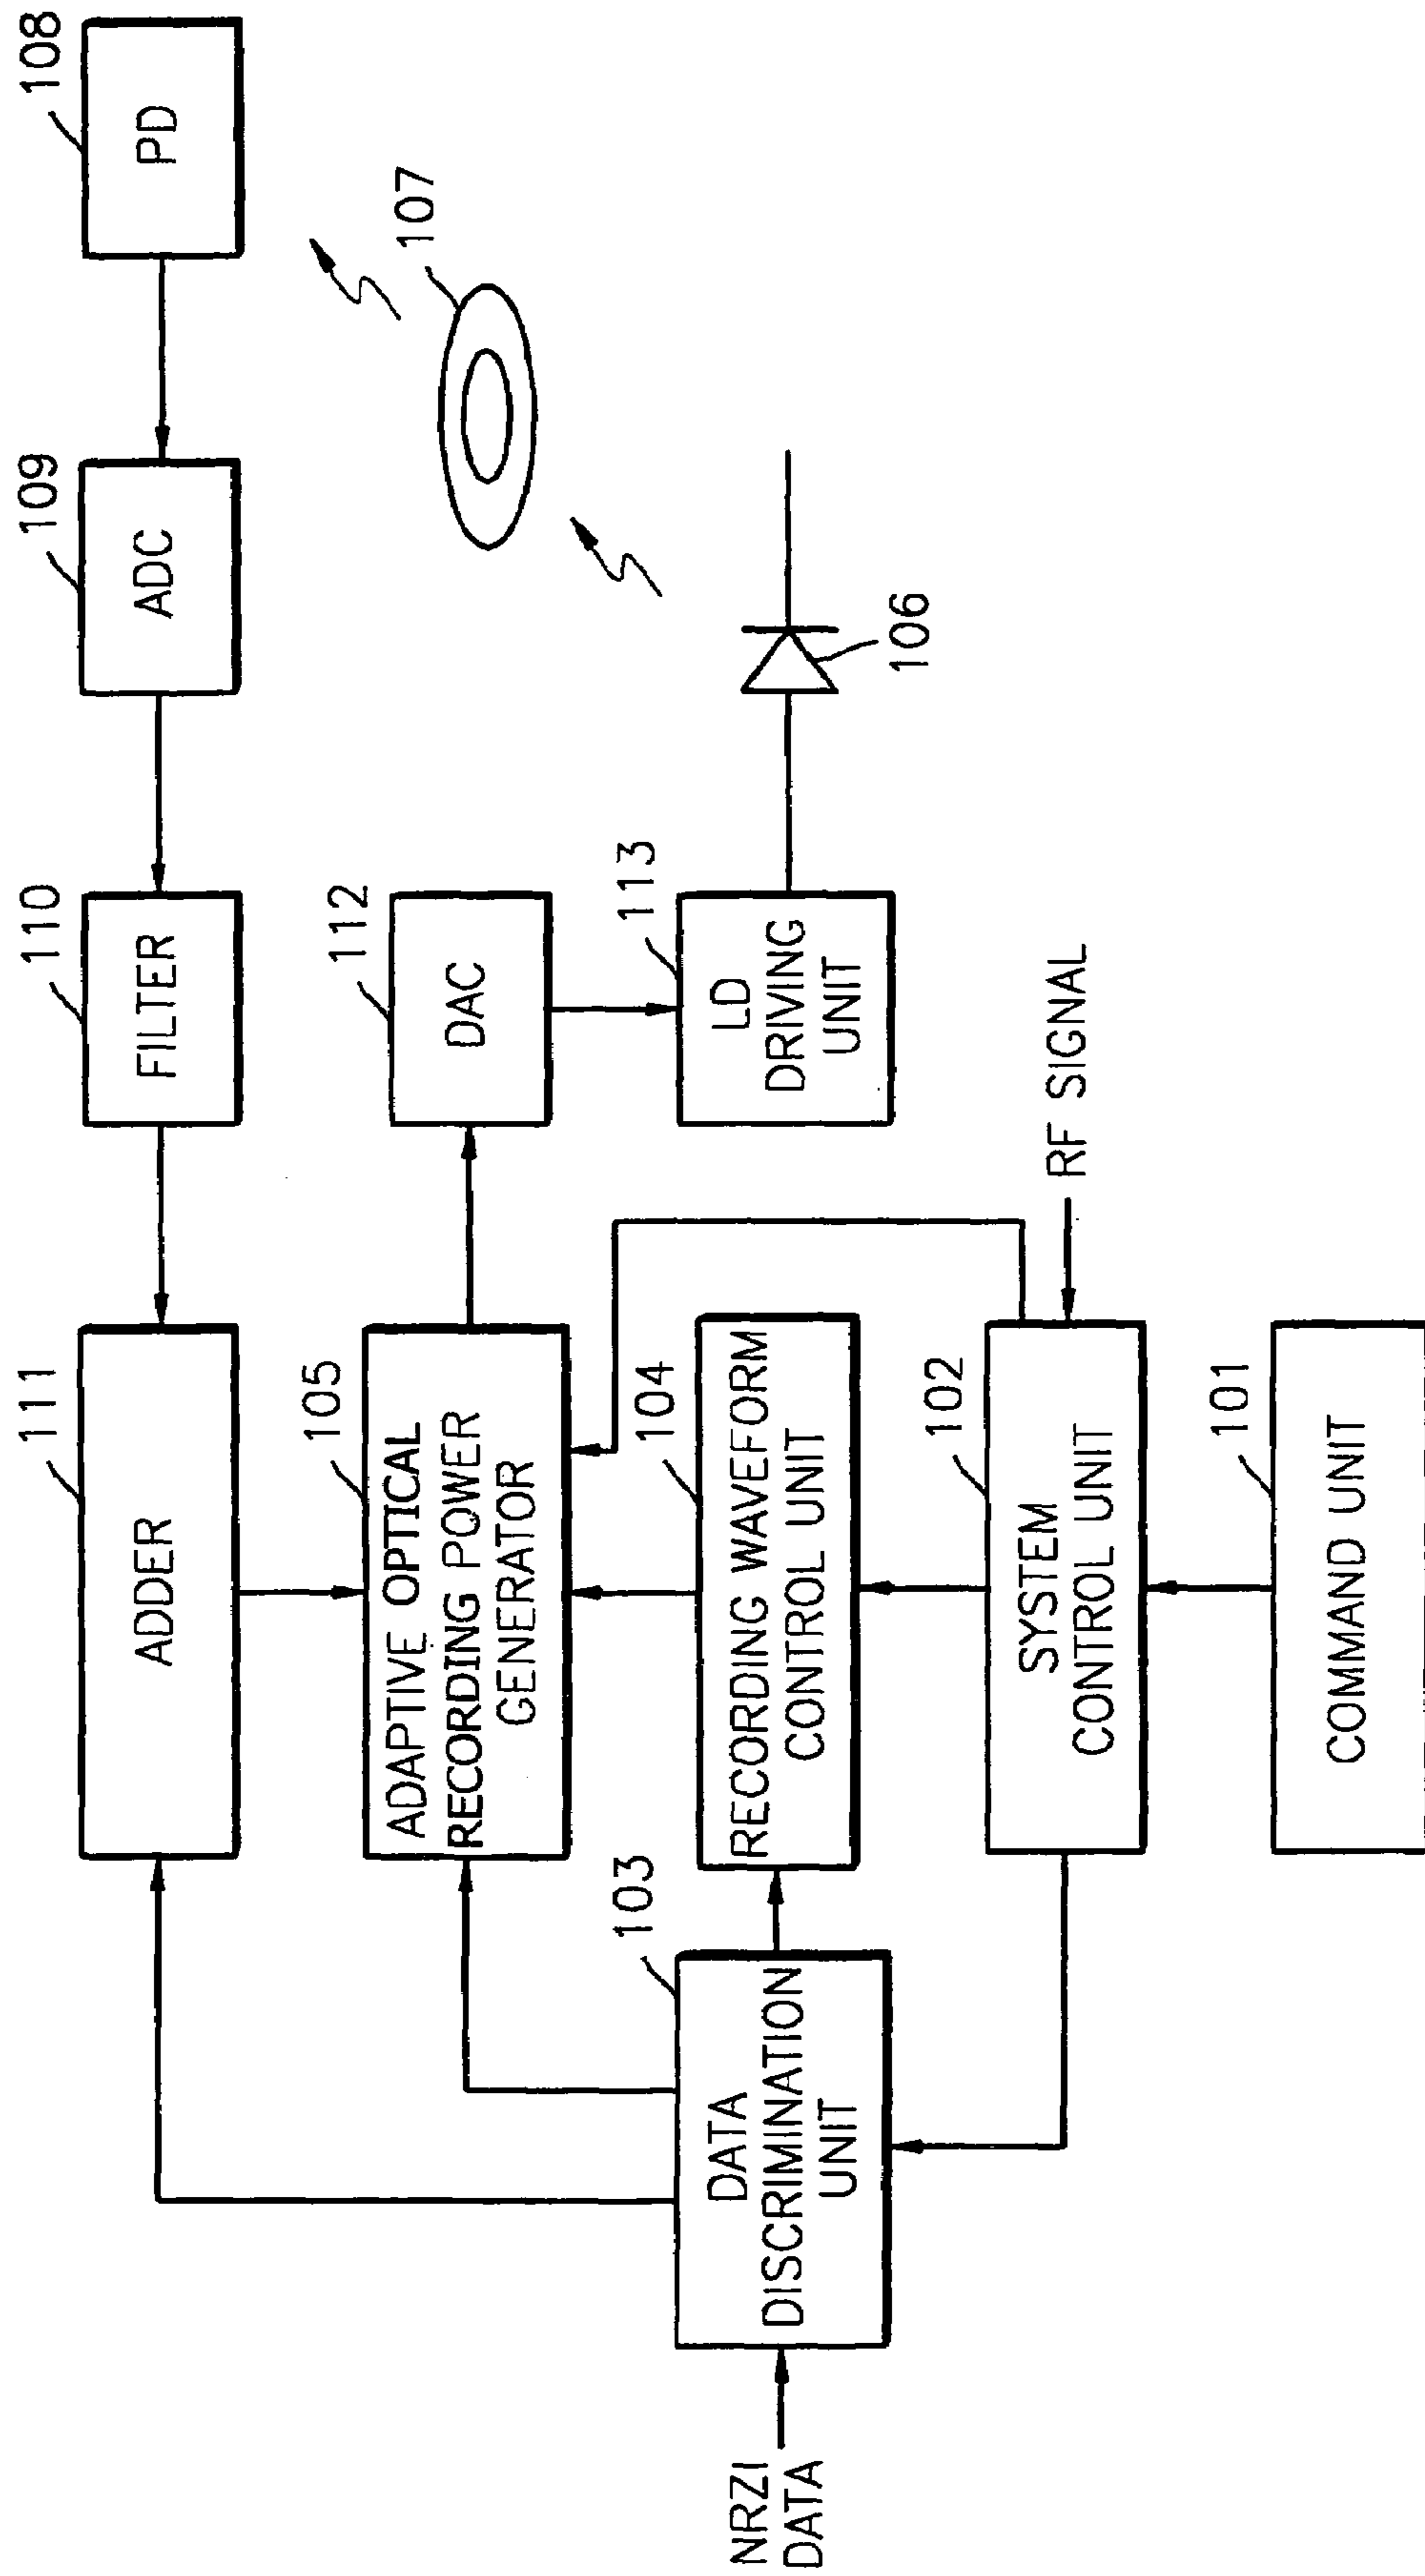 108
PD
109
ADC
110
FILTER
111
ADDER
107
106
112
DAC
113
LD
DRIVING
UNIT
105
ADAPTIVE OPTICAL
RECORDING POWER
GENERATOR
104
RECORDING WAVEFORM
CONTROL UNIT
RF SIGNAL
102
SYSTEM
CONTROL UNIT
101
COMMAND UNIT
103
DATA
DISCRIMINATION
UNIT
NRZI
DATA